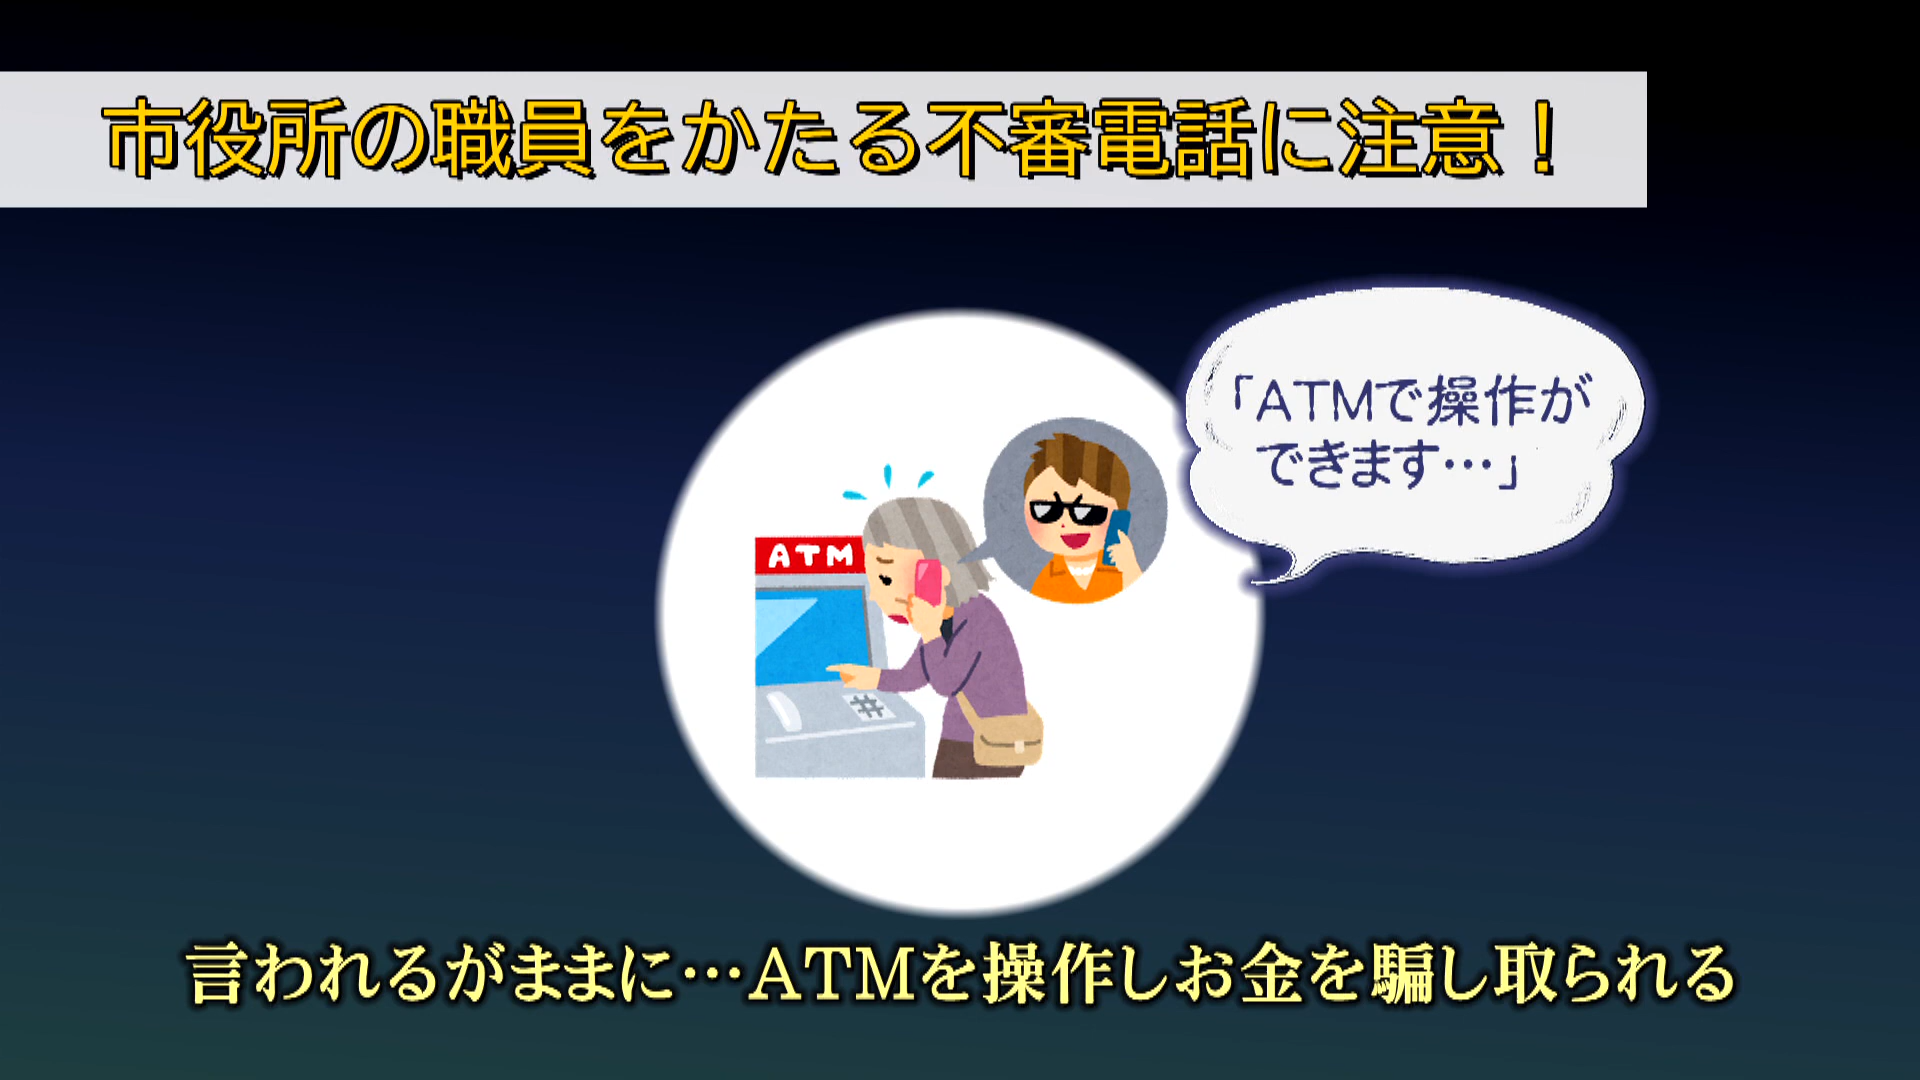 市役所の職員をかたる不審電話に注意！
「ATMで操作が
できます…」
ATM
言われるがままに…ATMを操作しお金を騙し取られる